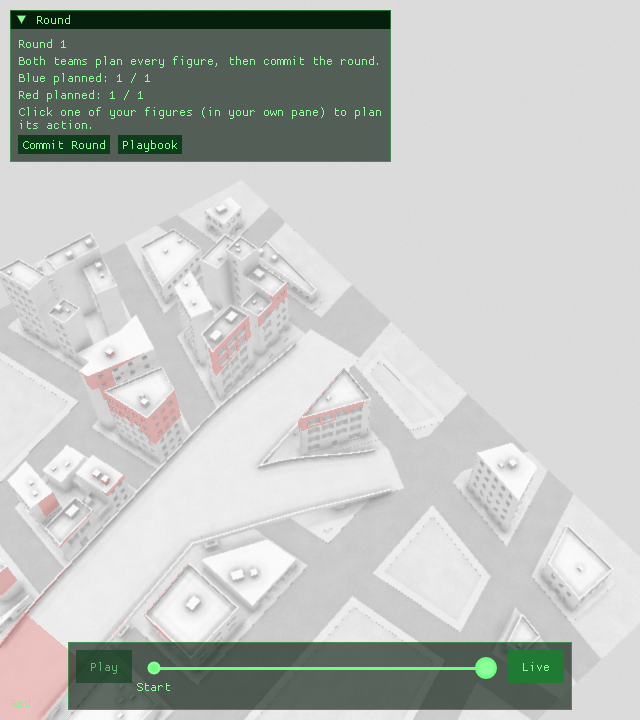 Round
Round 1
Both teams plan every figure, then commit the round.
Blue planned: 1 / 1
Red planned: 1 / 1
Click one of your figures (in your own pane) to plan
its action.
Commit Round Playbook
Play Live
Start